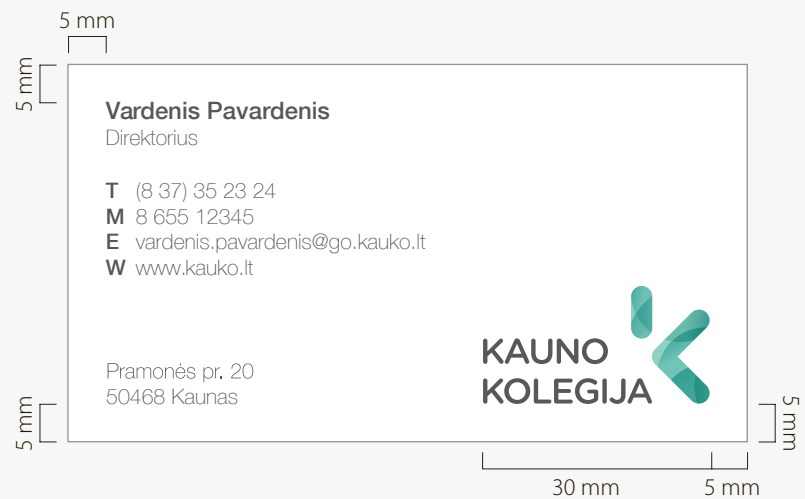 5 mm
5 mm
Vardenis Pavardenis
Direktorius
T (8 37) 35 23 24
M 8 655 12345
E vardenis.pavardenis@go.kauko.lt
W www.kauko.lt
Pramonės pr. 20
50468 Kaunas
KAUNO
KOLEGIJA
5 mm
5 mm
30 mm
5 mm